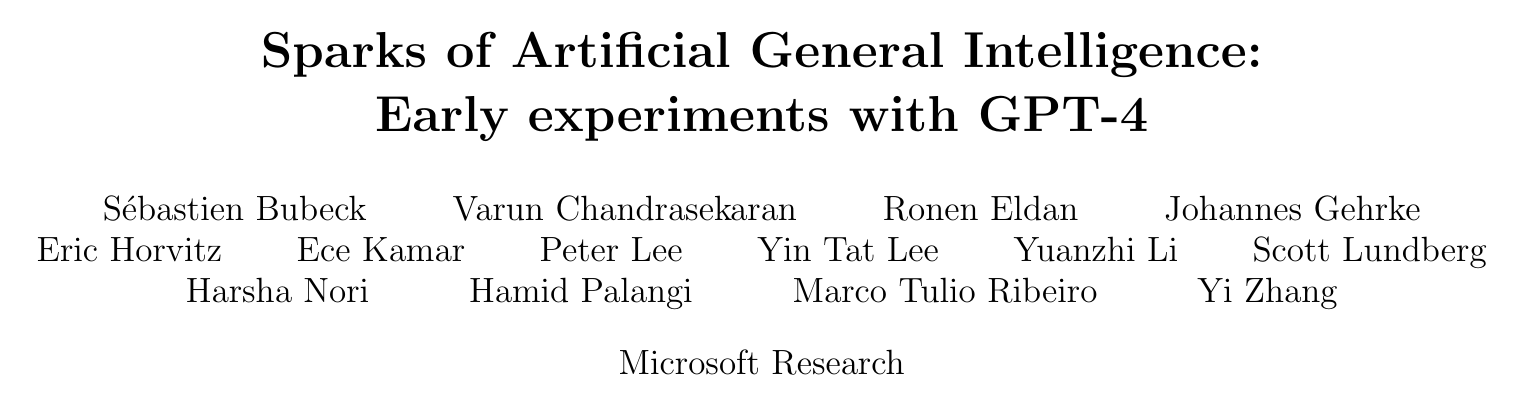 Sparks of Artificial General Intelligence:
Early experiments with GPT-4
Sébastien Bubeck Varun Chandrasekaran Ronen Eldan Johannes Gehrke
Eric Horvitz Ece Kamar Peter Lee Yin Tat Lee Yuanzhi Li Scott Lundberg
Harsha Nori Hamid Palangi Marco Tulio Ribeiro Yi Zhang
Microsoft Research